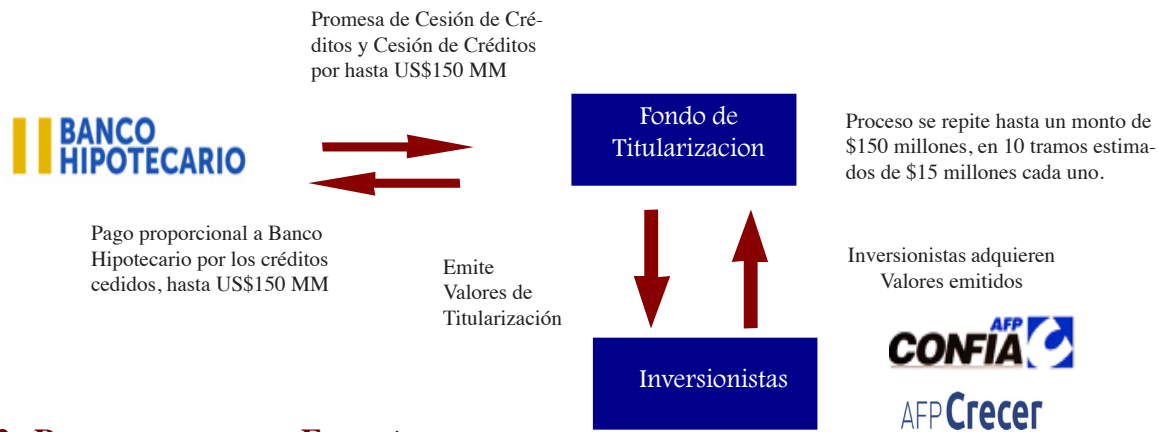 Promesa de Cesión de Cré-
ditos y Cesión de Créditos
por hasta US$150 MM
BANCO
HIPOTECARIO
Fondo de
Titularizacion
Proceso se repite hasta un monto de
$150 millones, en 10 tramos estima-
dos de $15 millones cada uno.
Pago proporcional a Banco
Hipotecario por los créditos
cedidos, hasta US$150 MM
Emite
Valores de
Titularización
Inversionistas adquieren
Valores emitidos
Inversionistas
AFP
CONFÍA
AFP Crecer